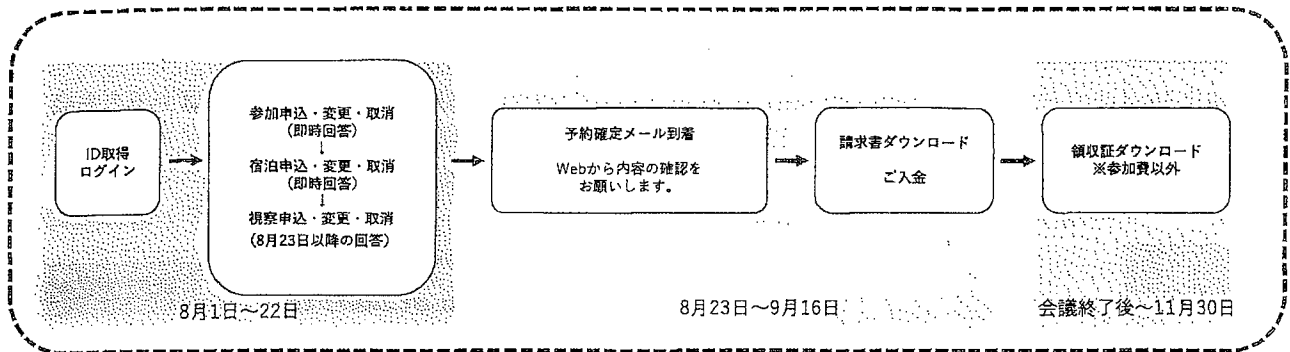 ID取得
ログイン
参加申込・変更・取消
(即時回答)
宿泊申込・変更・取消
(即時回答)
視察申込・変更・取消
(8月23日以降の回答)
予約確定メール到着
Webから内容の確認を
お願いします。
請求書ダウンロード
ご入金
領収証ダウンロード
※参加費以外
8月1日～22日
8月23日～9月16日
会議終了後～11月30日